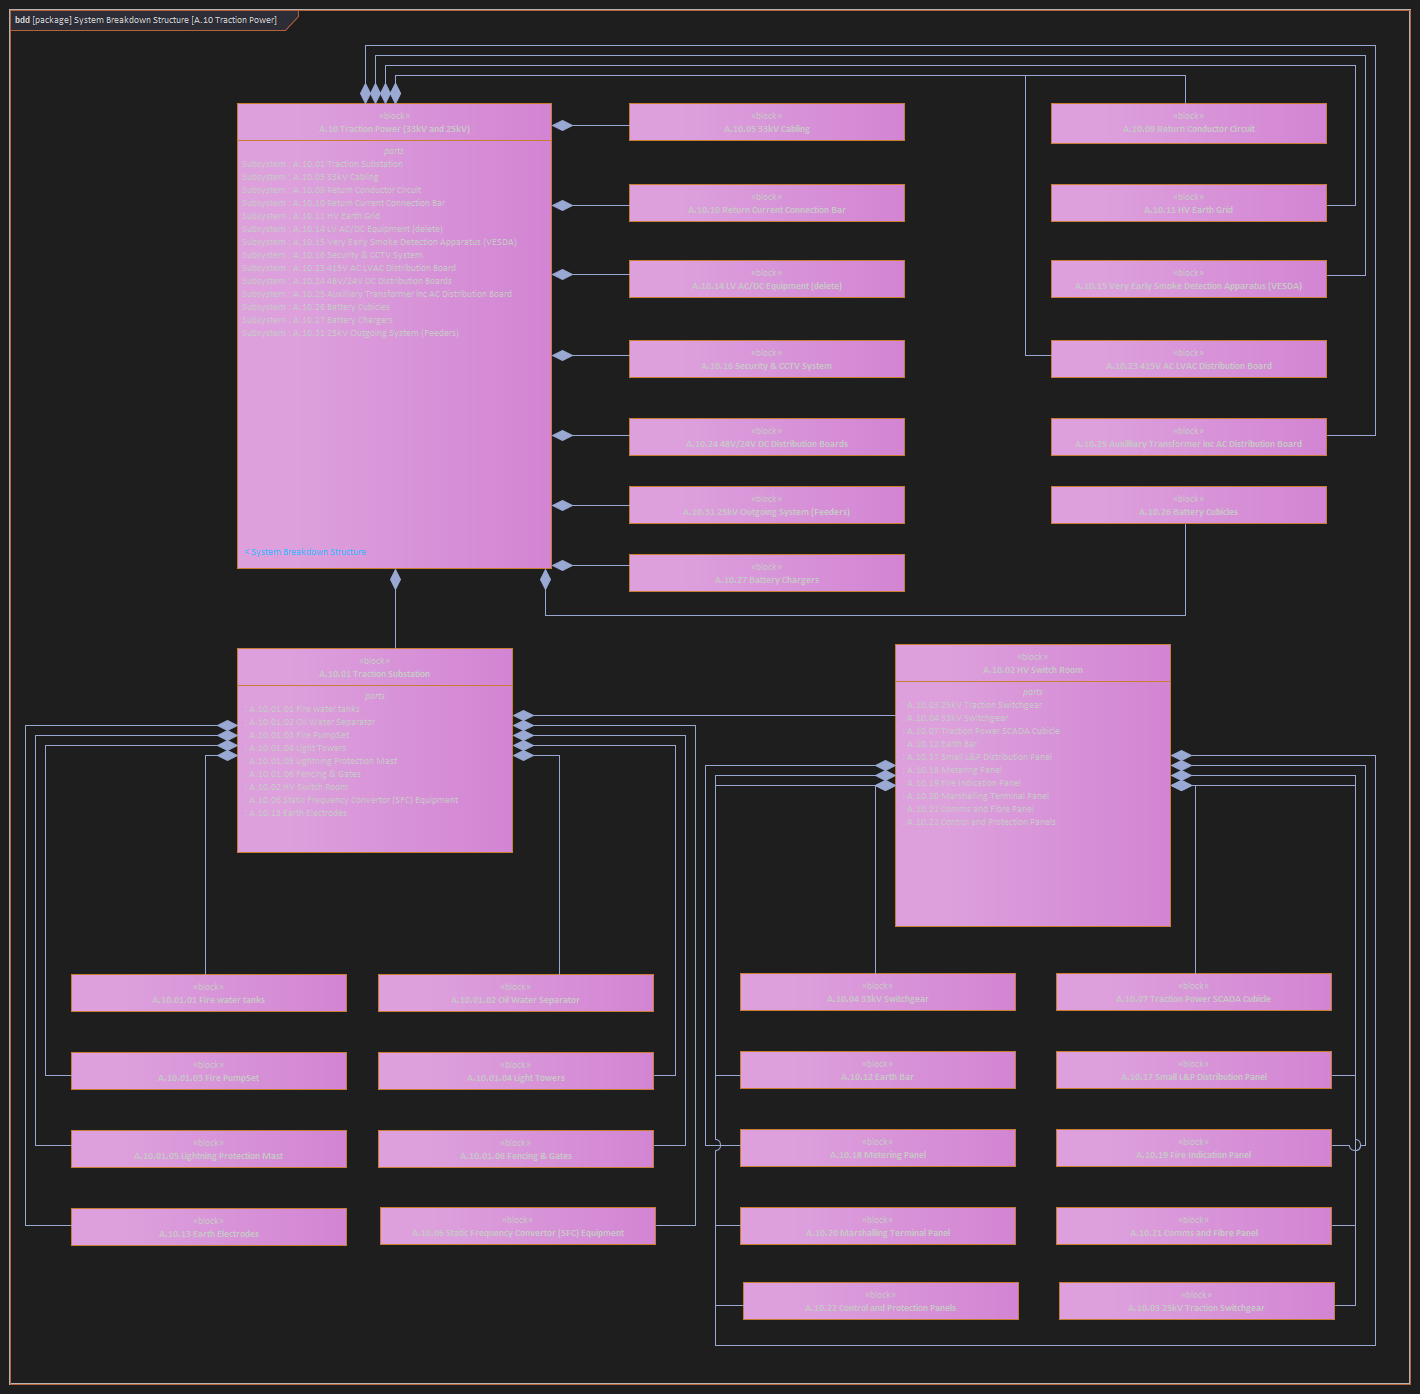 bdd [package] System Breakdown Structure [A.10 Traction Power]
«block»
A.10 Traction Power (33kV and 25kV)
parts
Subsystem : A.10.01 Traction Substation
Subsystem : A.10.05 33kV Cabling
Subsystem : A.10.09 Return Conductor Circuit
Subsystem : A.10.10 Return Current Connection Bar
Subsystem : A.10.11 HV Earth Grid
Subsystem : A.10.14 LV AC/DC Equipment (delete)
Subsystem : A.10.15 Very Early Smoke Detection Apparatus (VESDA)
Subsystem : A.10.16 Security & CCTV System
Subsystem : A.10.23 415V AC LVAC Distribution Board
Subsystem : A.10.24 48V/24V DC Distribution Boards
Subsystem : A.10.25 Auxiliary Transformer inc AC Distribution Board
Subsystem : A.10.26 Battery Cubicles
Subsystem : A.10.27 Battery Chargers
Subsystem : A.10.31 25kV Outgoing System (Feeders)
< System Breakdown Structure
«block»
A.10.05 33kV Cabling
«block»
A.10.09 Return Conductor Circuit
«block»
A.10.10 Return Current Connection Bar
«block»
A.10.11 HV Earth Grid
«block»
A.10.14 LV AC/DC Equipment (delete)
«block»
A.10.15 Very Early Smoke Detection Apparatus (VESDA)
«block»
A.10.16 Security & CCTV System
«block»
A.10.23 415V AC LVAC Distribution Board
«block»
A.10.24 48V/24V DC Distribution Boards
«block»
A.10.25 Auxiliary Transformer inc AC Distribution Board
«block»
A.10.31 25kV Outgoing System (Feeders)
«block»
A.10.26 Battery Cubicles
«block»
A.10.27 Battery Chargers
«block»
A.10.01 Traction Substation
parts
: A.10.01.01 Fire water tanks
: A.10.01.02 Oil Water Separator
: A.10.01.03 Fire PumpSet
: A.10.01.04 Light Towers
: A.10.01.05 Lightning Protection Mast
: A.10.01.06 Fencing & Gates
: A.10.02 HV Switch Room
: A.10.06 Static Frequency Convertor (SFC) Equipment
: A.10.13 Earth Electrodes
«block»
A.10.02 HV Switch Room
parts
: A.10.03 25kV Traction Switchgear
: A.10.04 33kV Switchgear
: A.10.07 Traction Power SCADA Cubicle
: A.10.12 Earth Bar
: A.10.17 Small L&P Distribution Panel
: A.10.18 Metering Panel
: A.10.19 Fire Indication Panel
: A.10.20 Marshalling Terminal Panel
: A.10.21 Comms and Fibre Panel
: A.10.22 Control and Protection Panels
«block»
A.10.01.01 Fire water tanks
«block»
A.10.01.02 Oil Water Separator
«block»
A.10.01.03 Fire PumpSet
«block»
A.10.01.04 Light Towers
«block»
A.10.01.05 Lightning Protection Mast
«block»
A.10.01.06 Fencing & Gates
«block»
A.10.13 Earth Electrodes
«block»
A.10.06 Static Frequency Convertor (SFC) Equipment
«block»
A.10.04 33kV Switchgear
«block»
A.10.07 Traction Power SCADA Cubicle
«block»
A.10.12 Earth Bar
«block»
A.10.17 Small L&P Distribution Panel
«block»
A.10.18 Metering Panel
«block»
A.10.19 Fire Indication Panel
«block»
A.10.20 Marshalling Terminal Panel
«block»
A.10.21 Comms and Fibre Panel
«block»
A.10.22 Control and Protection Panels
«block»
A.10.03 25kV Traction Switchgear